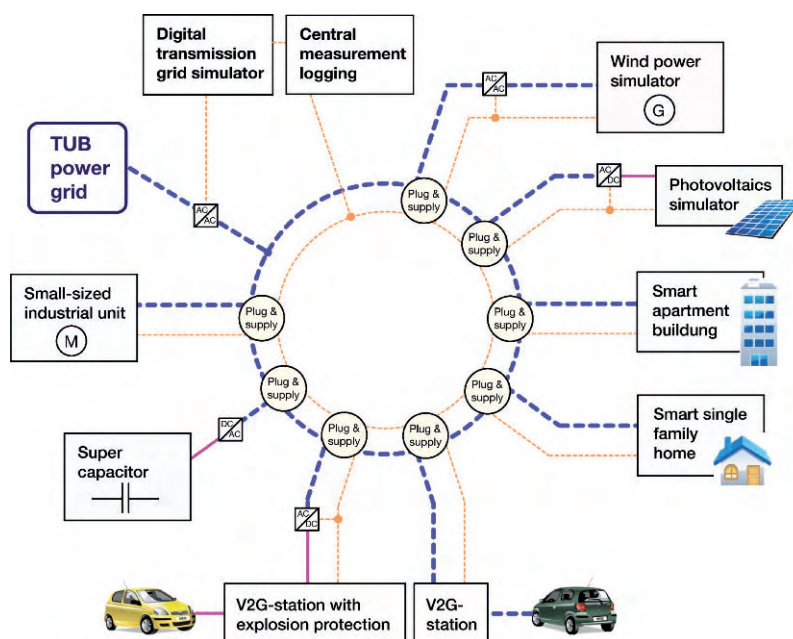 Digital
transmission
grid simulator
Central
measurement
logging
Wind power
simulator
G
AC
AC
TUB
power
grid
AC
AC
Plug &
supply
AC
DC
Photovoltaics
simulator
Plug &
supply
Small-sized
industrial unit
M
Plug &
supply
Plug &
supply
Smart
apartment
buildung
Plug &
supply
Plug &
supply
Smart single
family
home
DC
AC
Super
capacitor
Plug &
supply
Plug &
supply
AC
DC
V2G-station with
explosion protection
V2G-
station